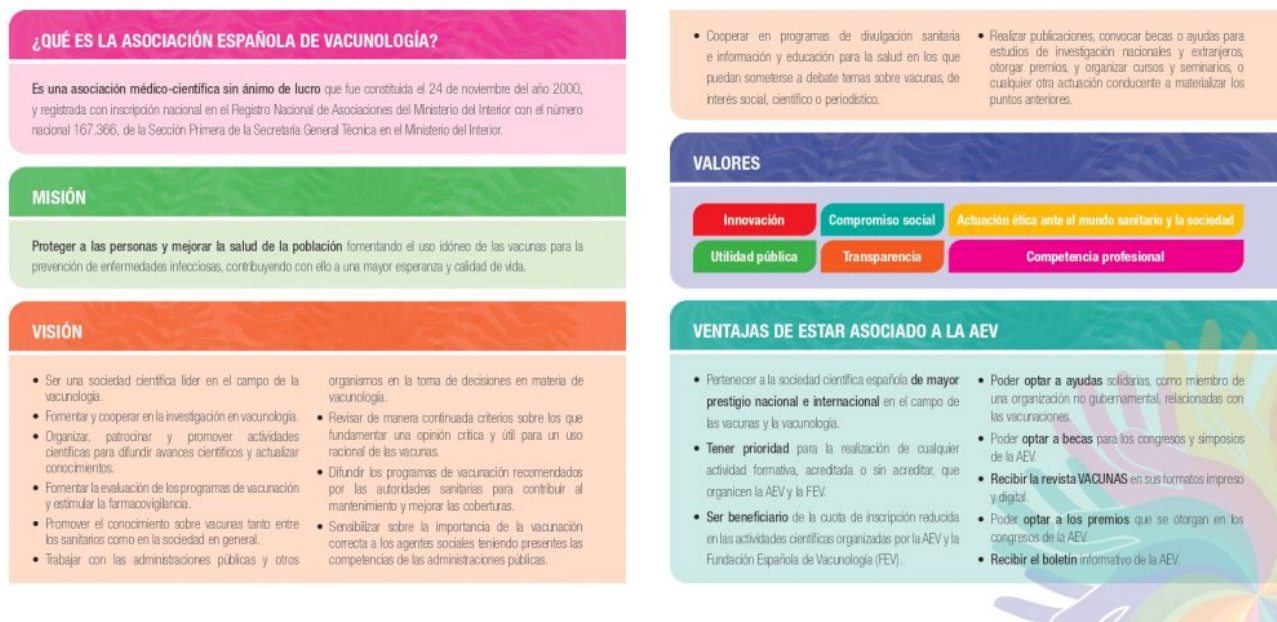 ¿QUÉ ES LA ASOCIACIÓN ESPAÑOLA DE VACUNOLOGÍA?
Es una asociación médico-científica sin ánimo de lucro que fue constituida el 24 de noviembre del año 2000,
y registrada con inscripción nacional en el Registro Nacional de Asociaciones del Ministerio del Interior con el número
nacional 167.366, de la Sección Primera de la Secretaría General Técnica en el Ministerio del Interior.
MISIÓN
Proteger a las personas y mejorar la salud de la población fomentando el uso idóneo de las vacunas para la
prevención de enfermedades infecciosas, contribuyendo con ello a una mayor esperanza y calidad de vida.
VISIÓN
• Ser una sociedad científica líder en el campo de la
vacunología.
• Fomentar y cooperar en la investigación en vacunología.
• Organizar, patrocinar y promover actividades
científicas para difundir avances científicos y actualizar
conocimientos.
• Fomentar la evaluación de los programas de vacunación
y estimular la farmacovigilancia.
• Promover el conocimiento sobre vacunas tanto entre
los sanitarios como en la sociedad en general.
• Trabajar con las administraciones públicas y otros
organismos en la toma de decisiones en materia de
vacunología.
• Revisar de manera continuada criterios sobre los que
fundamentar una opinión crítica y útil para un uso
racional de las vacunas.
• Difundir los programas de vacunación recomendados
por las autoridades sanitarias para contribuir al
mantenimiento y mejorar las coberturas.
• Sensibilizar sobre la importancia de la vacunación
correcta a los agentes sociales teniendo presentes las
competencias de las administraciones públicas.
• Cooperar en programas de divulgación sanitaria
e información y educación para la salud en los que
puedan someterse a debate temas sobre vacunas, de
interés social, científico o periodístico.
• Realizar publicaciones, convocar becas o ayudas para
estudios de investigación nacionales y extranjeros,
otorgar premios, y organizar cursos y seminarios, o
cualquier otra actuación conducente a materializar los
puntos anteriores.
VALORES
Innovación
Compromiso social
Actuación ética ante el mundo sanitario y la sociedad
Utilidad pública
Transparencia
Competencia profesional
VENTAJAS DE ESTAR ASOCIADO A LA AEV
• Pertenecer a la sociedad científica española de mayor
prestigio nacional e internacional en el campo de
las vacunas y la vacunología.
• Tener prioridad para la realización de cualquier
actividad formativa, acreditada o sin acreditar, que
organicen la AEV y la FEV.
• Ser beneficiario de la cuota de inscripción reducida
en las actividades científicas organizadas por la AEV y la
Fundación Española de Vacunología (FEV).
• Poder optar a ayudas solidarias, como miembro de
una organización no gubernamental, relacionadas con
las vacunaciones.
• Poder optar a becas para los congresos y simposios
de la AEV.
• Recibir la revista VACUNAS en sus formatos impreso
y digital.
• Poder optar a los premios que se otorgan en los
congresos de la AEV.
• Recibir el boletín informativo de la AEV.